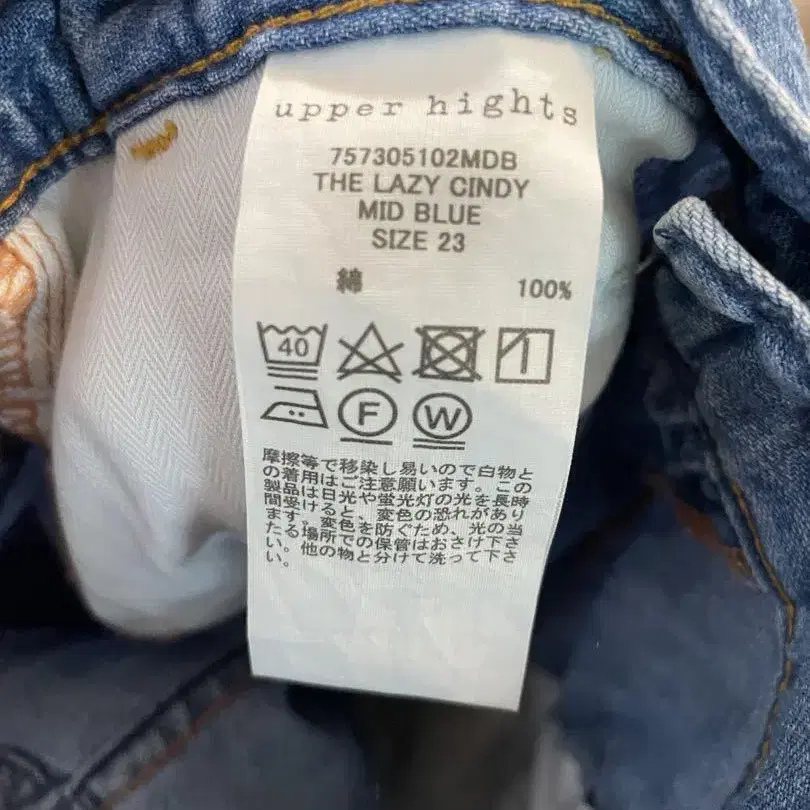 upper hights
757305102MDB
THE LAZY CINDY
MID BLUE
SIZE 23
綿 100%
40
F W
摩擦等で移染し易いので白物と
の着用はご注意願います。この
製品は日光や蛍光灯の光を長時
間受けると、変色の恐れがあり
ます。変色を防ぐため、光の当
たる場所での保管はおさけ下さ
い。他の物と分けて洗って下さ
い。